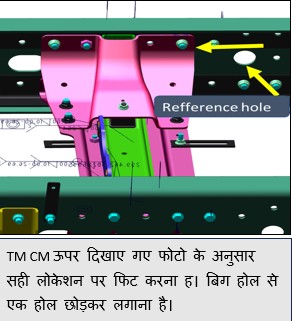 Refference hole
TM CM ऊपर दिखाए गए फोटो के अनुसार
सही लोकेशन पर फिट करना ह। बिग होल से
एक होल छोड़कर लगाना है।